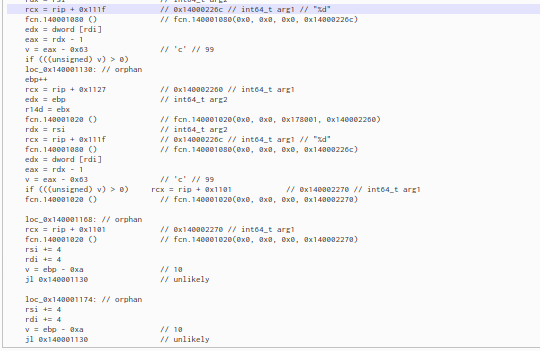 rcx = rip + 0x111f // 0x14000226c // int64_t arg1 // "%d"
fcn.140001080 () // fcn.140001080(0x0, 0x0, 0x0, 0x14000226c)
edx = dword [rdi]
eax = rdx - 1
v = eax - 0x63 // 'c' // 99
if (((unsigned) v) > 0)
loc_0x140001130: // orphan
ebp++
rcx = rip + 0x1127 // 0x140002260 // int64_t arg1
edx = ebp // int64_t arg2
r14d = ebx
fcn.140001020 () // fcn.140001020(0x0, 0x0, 0x178001, 0x140002260)
rdx = rsi // int64_t arg2
rcx = rip + 0x111f // 0x14000226c // int64_t arg1 // "%d"
fcn.140001080 () // fcn.140001080(0x0, 0x0, 0x0, 0x14000226c)
edx = dword [rdi]
eax = rdx - 1
v = eax - 0x63 // 'c' // 99
if (((unsigned) v) > 0) rcx = rip + 0x1101 // 0x140002270 // int64_t arg1
fcn.140001020 () // fcn.140001020(0x0, 0x0, 0x0, 0x140002270)
loc_0x140001168: // orphan
rcx = rip + 0x1101 // 0x140002270 // int64_t arg1
fcn.140001020 () // fcn.140001020(0x0, 0x0, 0x0, 0x140002270)
rsi += 4
rdi += 4
v = ebp - 0xa // 10
jl 0x140001130 // unlikely
loc_0x140001174: // orphan
rsi += 4
rdi += 4
v = ebp - 0xa // 10
jl 0x140001130 // unlikely